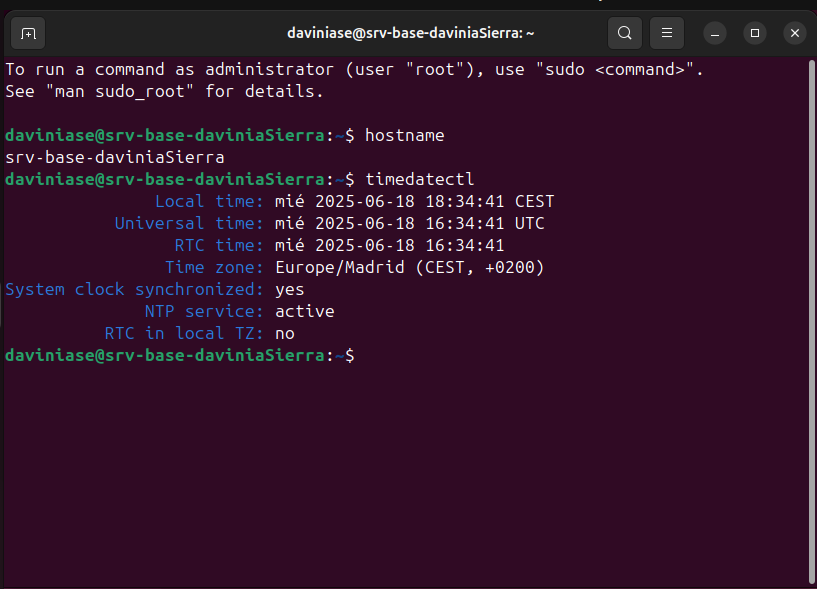 daviniase@srv-base-daviniaSierra: ~
To run a command as administrator (user "root"), use "sudo <command>".
See "man sudo_root" for details.
daviniase@srv-base-daviniaSierra:~$ hostname
srv-base-daviniaSierra
daviniase@srv-base-daviniaSierra:~$ timedatectl
Local time: mié 2025-06-18 18:34:41 CEST
Universal time: mié 2025-06-18 16:34:41 UTC
RTC time: mié 2025-06-18 16:34:41
Time zone: Europe/Madrid (CEST, +0200)
System clock synchronized: yes
NTP service: active
RTC in local TZ: no
daviniase@srv-base-daviniaSierra:~$